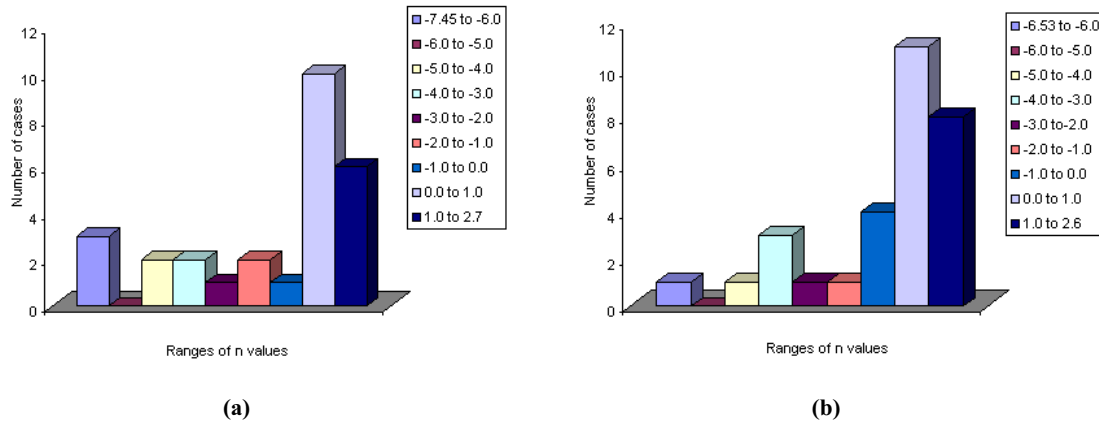 12
10
8
6
4
2
0
Number of cases
Ranges of n values
-7.45 to -6.0
-6.0 to -5.0
-5.0 to -4.0
-4.0 to -3.0
-3.0 to -2.0
-2.0 to -1.0
-1.0 to 0.0
0.0 to 1.0
1.0 to 2.7
(a)
12
10
8
6
4
2
0
Number of cases
Ranges of n values
-6.53 to -6.0
-6.0 to -5.0
-5.0 to -4.0
-4.0 to -3.0
-3.0 to-2.0
-2.0 to -1.0
-1.0 to 0.0
0.0 to 1.0
1.0 to 2.6
(b)